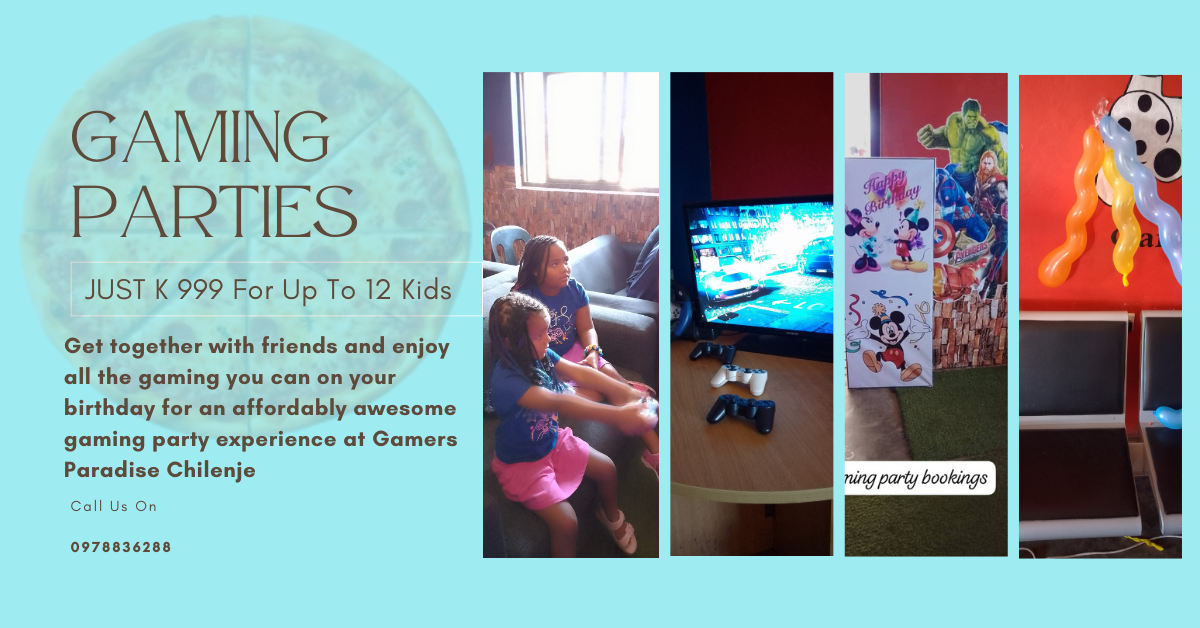 GAMING
PARTIES
JUST K 999 For Up To 12 Kids
Get together with friends and enjoy
all the gaming you can on your
birthday for an affordably awesome
gaming party experience at Gamers
Paradise Chilenje
Call Us On
0978836288
Happy
Birthday
AVENGERS
ming party bookings